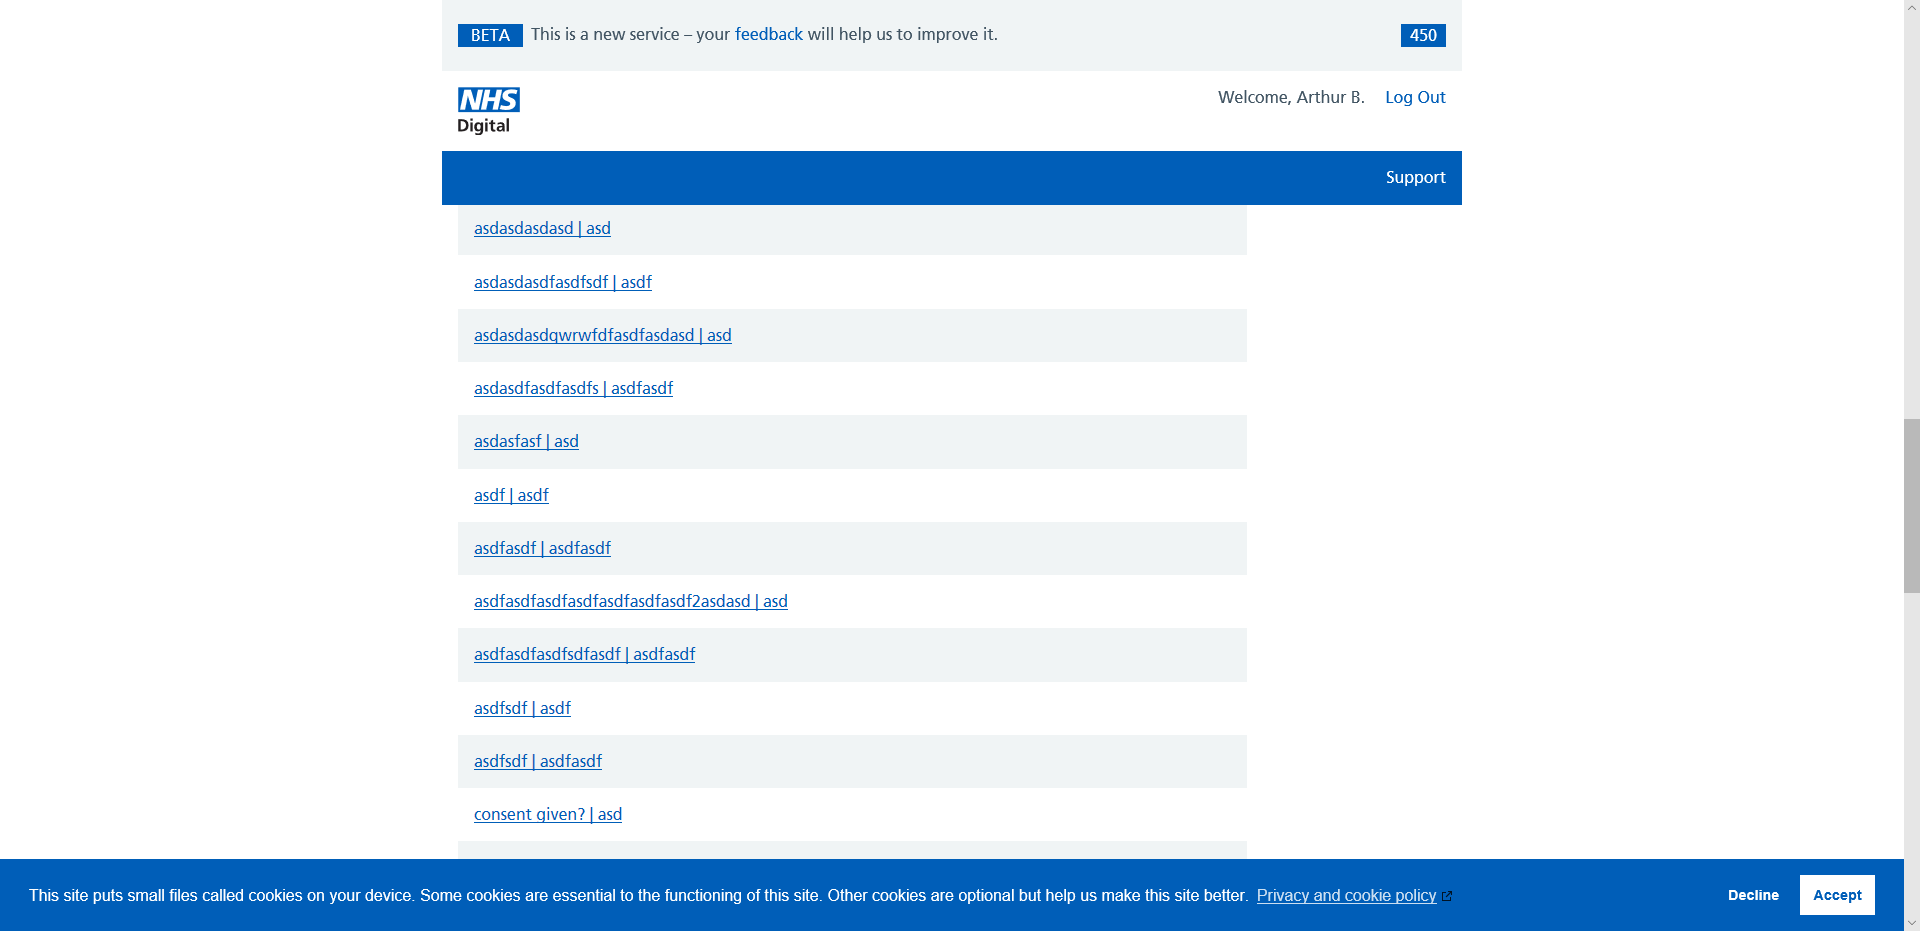 BETA This is a new service – your feedback will help us to improve it. 450
NHS
Digital
Welcome, Arthur B. Log Out
Support
asdasdasdasd | asd
asdasdasdfasdfsdf | asdf
asdasdasdqwrwfdfasdfasdasd | asd
asdasdfasdfasdfs | asdfasdf
asdasfasf | asd
asdf | asdf
asdfasdf | asdfasdf
asdfasdfasdfasdfasdfasdfasdf2asdasd | asd
asdfasdfasdfsdfasdf | asdfasdf
asdfsdf | asdf
asdfsdf | asdfasdf
consent given? | asd
This site puts small files called cookies on your device. Some cookies are essential to the functioning of this site. Other cookies are optional but help us make this site better. Privacy and cookie policy Decline Accept